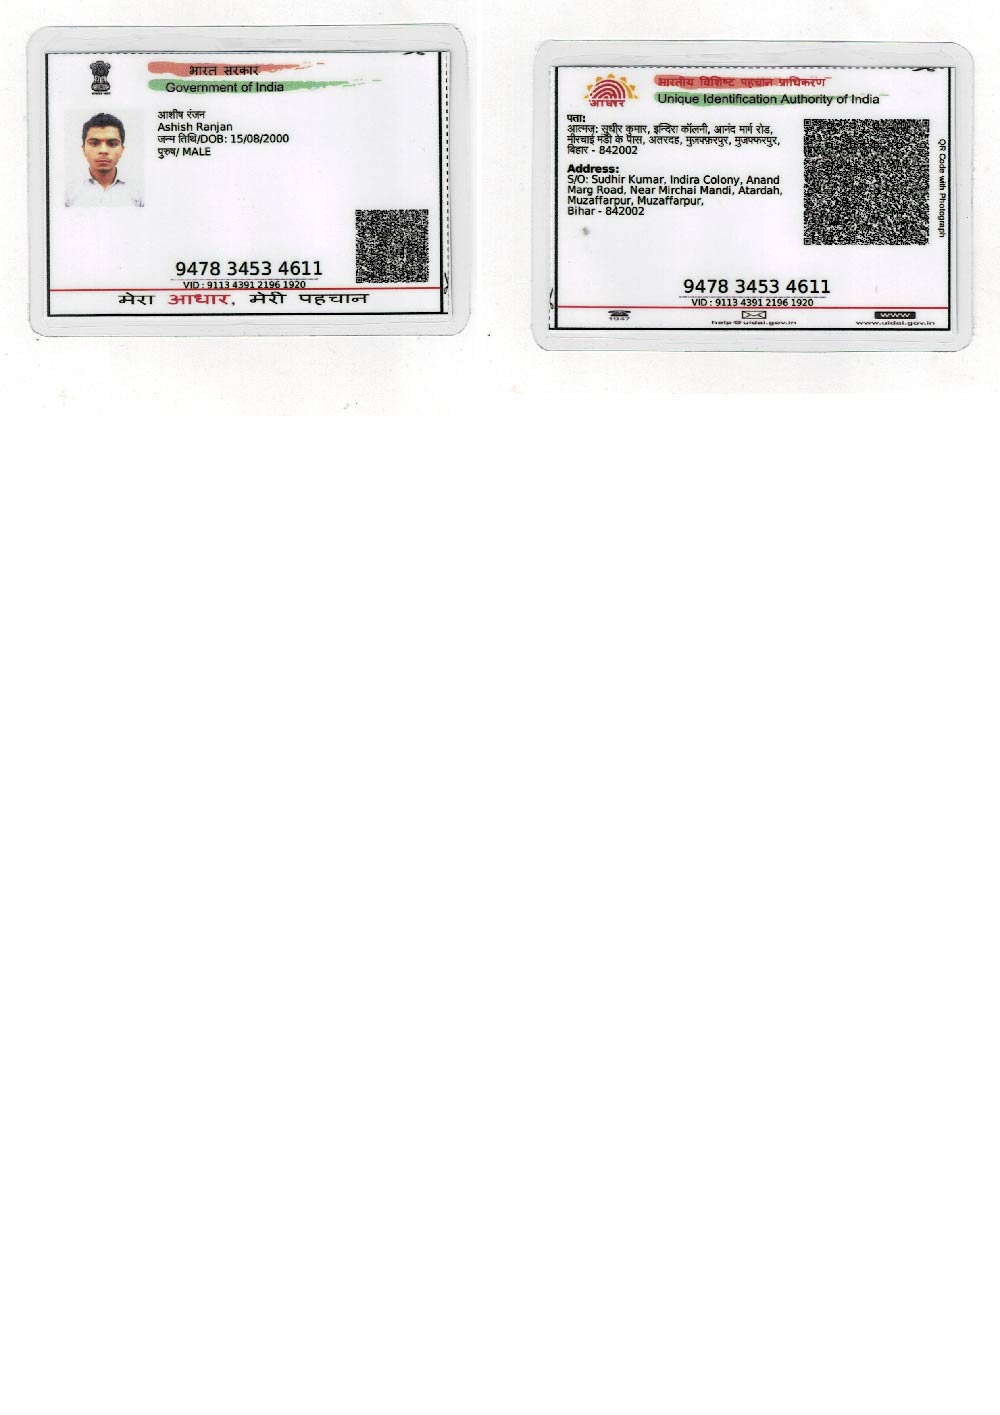 भारत सरकार
Government of India
आशीष रंजन
Ashish Ranjan
जन्म तिथि/DOB: 15/08/2000
पुरुष/ MALE
9478 3453 4611
VID : 9113 4391 2196 1920
मेरा आधार, मेरी पहचान
भारतीय विशिष्ट पहचान प्राधिकरण
Unique Identification Authority of India
आधार
पता:
आत्मज: सुधीर कुमार, इन्दिरा कॉलनी, आनंद मार्ग रोड,
मीरचाई मंडी के पास, अतरदह, मुज़फ्फ़रपुर, मुजफ्फरपुर,
बिहार - 842002
Address:
S/O: Sudhir Kumar, Indira Colony, Anand
Marg Road, Near Mirchai Mandi, Atardah,
Muzaffarpur, Muzaffarpur,
Bihar - 842002
QR Code with Photograph
9478 3453 4611
VID : 9113 4391 2196 1920
1947
help@uidai.gov.in
www
www.uidai.gov.in